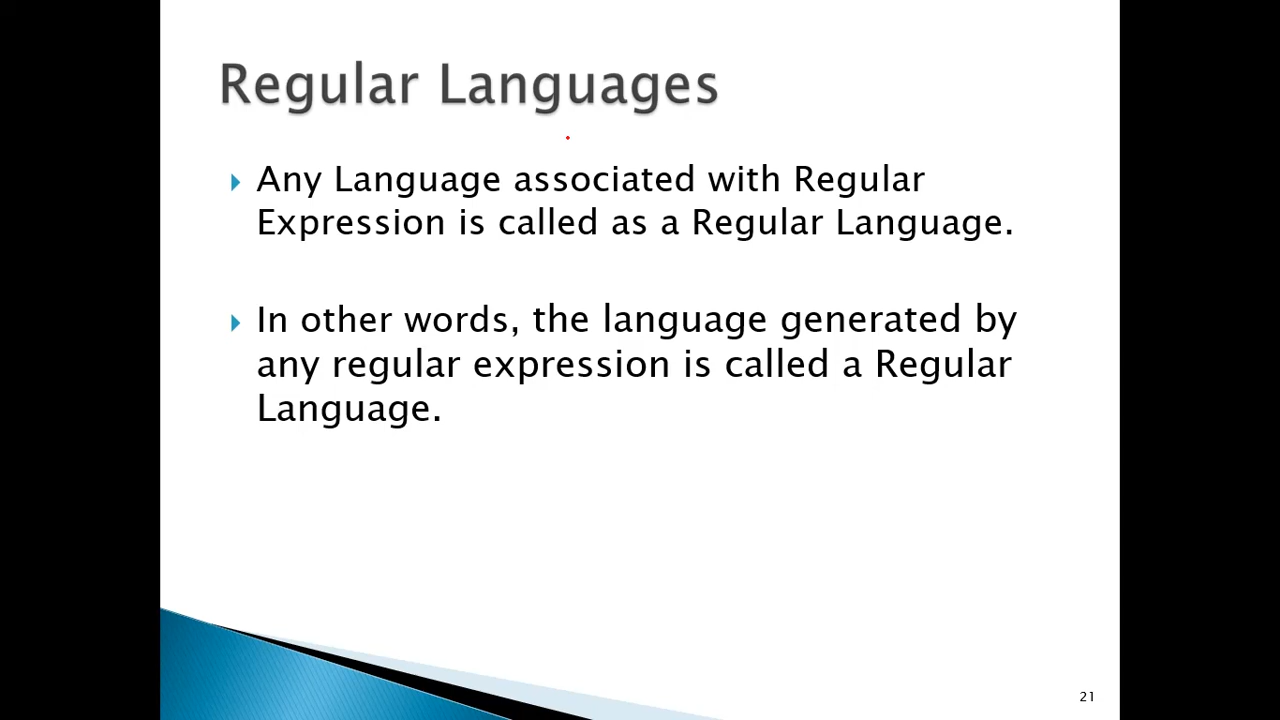 Regular Languages
Any Language associated with Regular
Expression is called as a Regular Language.
In other words, the language generated by
any regular expression is called a Regular
Language.
21